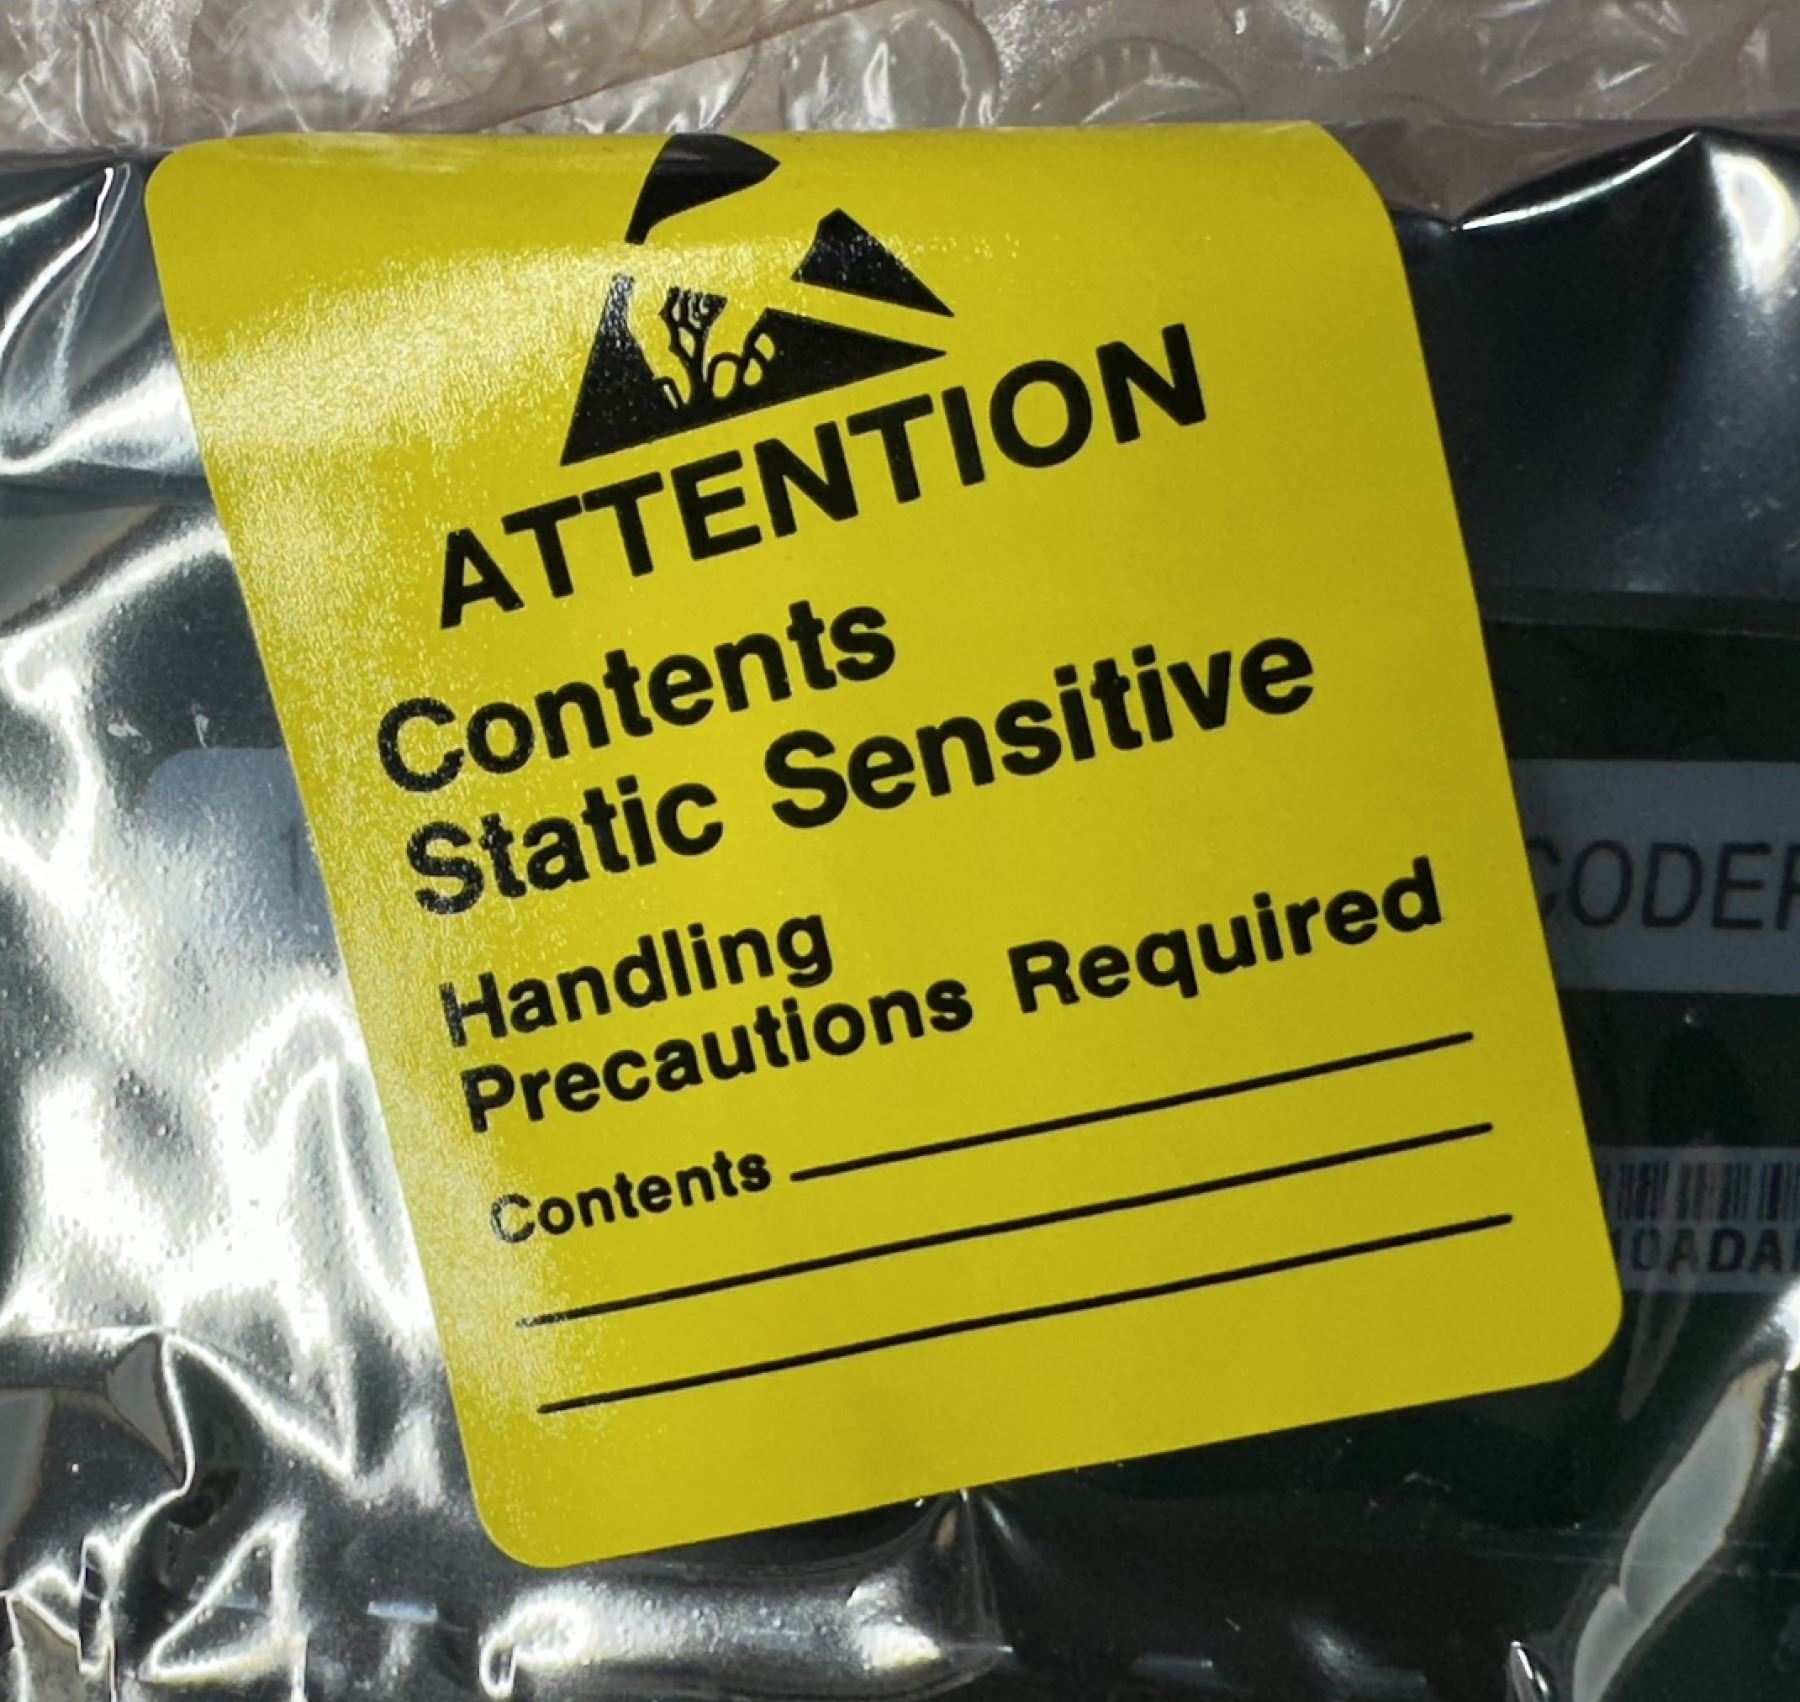 ATTENTION
Contents
Static Sensitive
Handling
Precautions Required
Contents